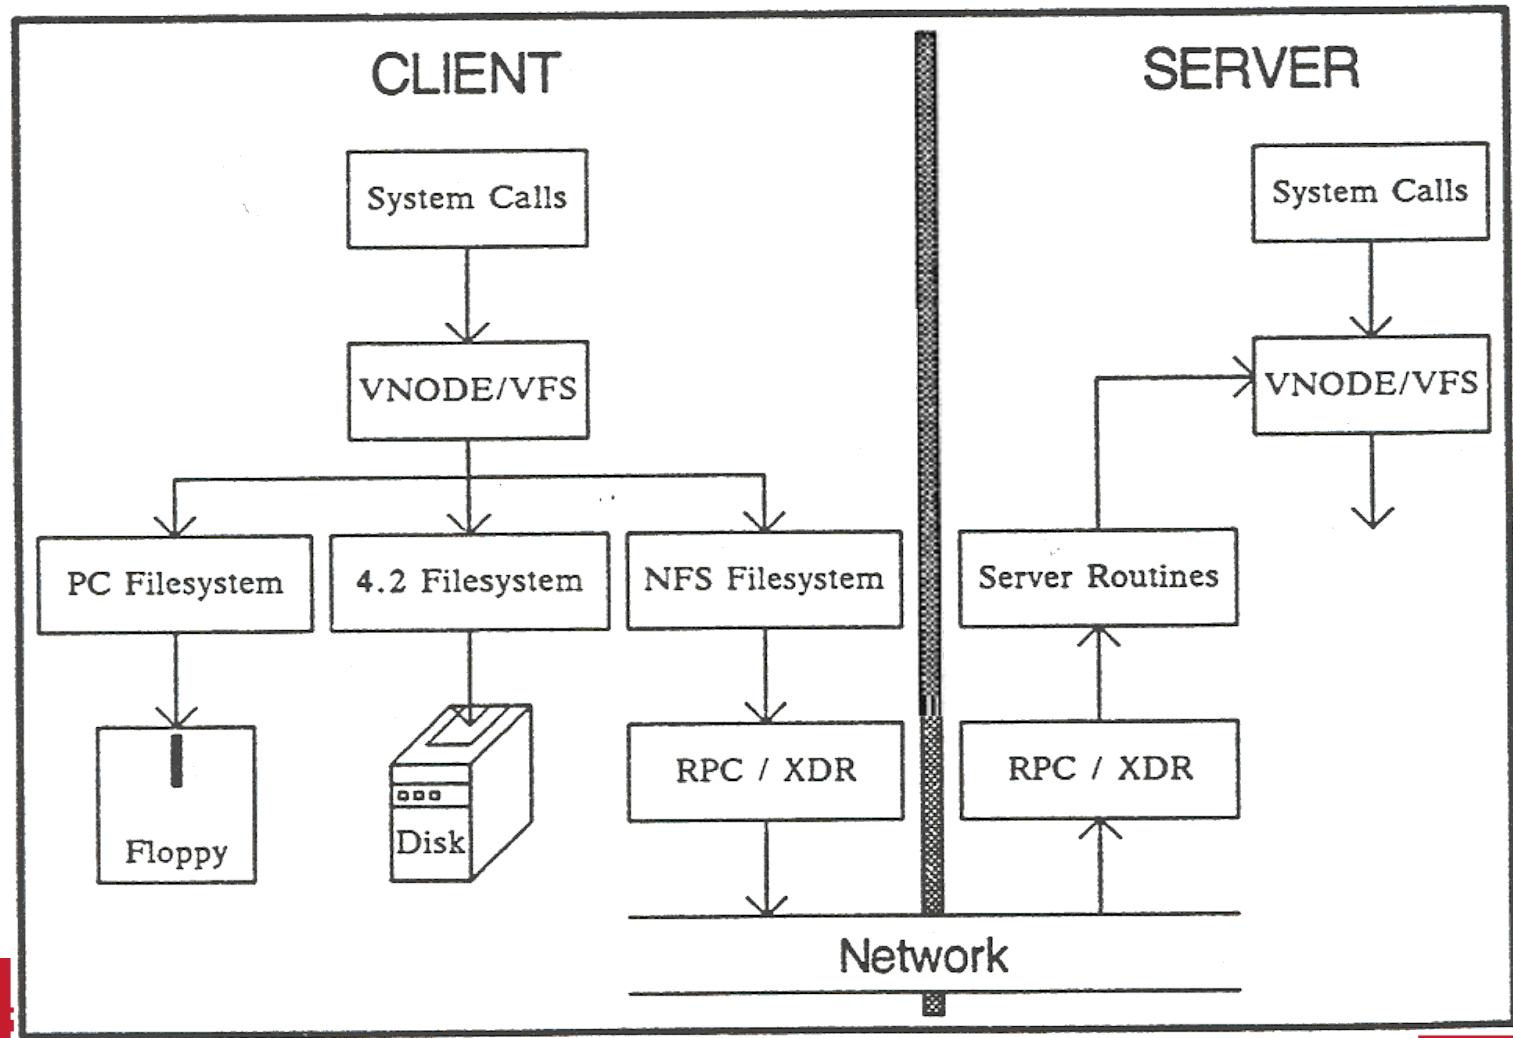 CLIENT
SERVER
System Calls
System Calls
VNODE/VFS
VNODE/VFS
PC Filesystem
4.2 Filesystem
NFS Filesystem
Server Routines
RPC / XDR
RPC / XDR
Floppy
Disk
Network